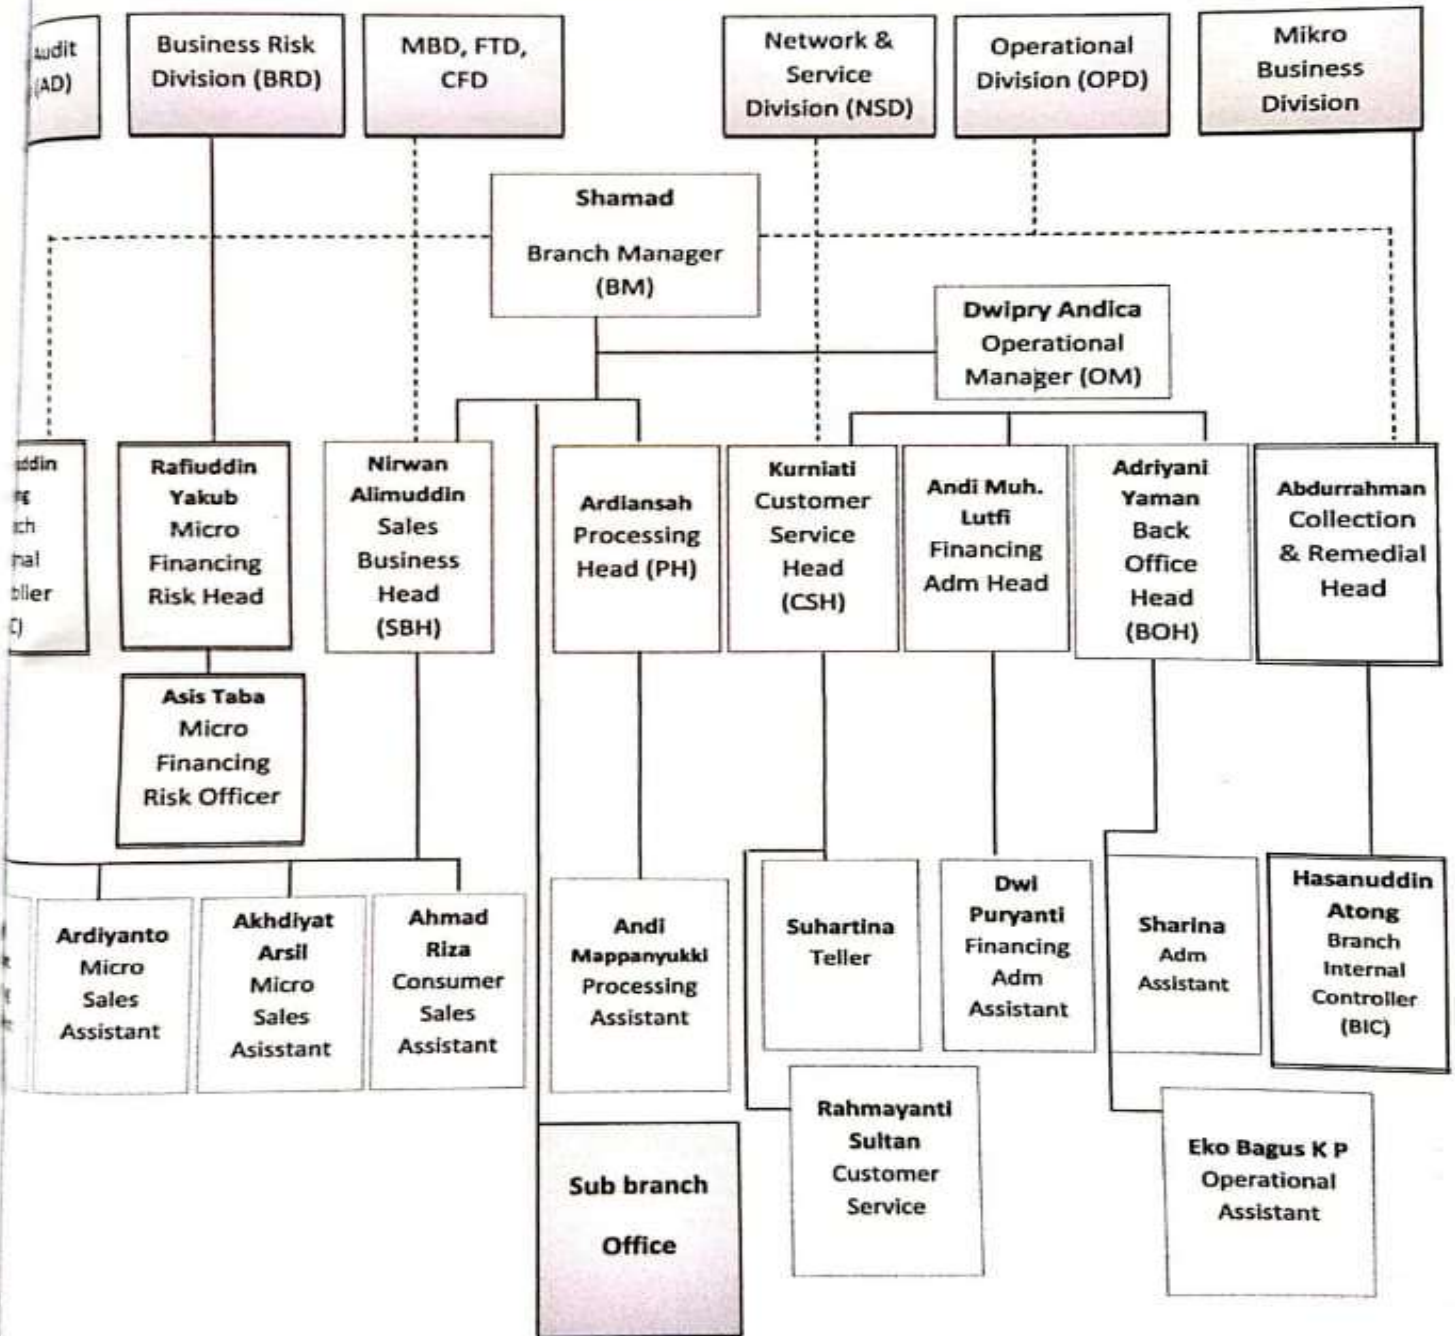 Audit
(AD)
Business Risk
Division (BRD)
MBD, FTD,
CFD
Network &
Service
Division (NSD)
Operational
Division (OPD)
Mikro
Business
Division
Shamad
Branch Manager
(BM)
Dwipry Andica
Operational
Manager (OM)
Rafiuddin
Yakub
Micro
Financing
Risk Head
Nirwan
Alimuddin
Sales
Business
Head
(SBH)
Ardiansah
Processing
Head (PH)
Kurniati
Customer
Service
Head
(CSH)
Andi Muh.
Lutfi
Financing
Adm Head
Adriyani
Yaman
Back
Office
Head
(BOH)
Abdurrahman
Collection
& Remedial
Head
Asis Taba
Micro
Financing
Risk Officer
Ardiyanto
Micro
Sales
Assistant
Akhdiyat
Arsil
Micro
Sales
Asisstant
Ahmad
Riza
Consumer
Sales
Assistant
Andi
Mappanyukki
Processing
Assistant
Suhartina
Teller
Dwi
Puryanti
Financing
Adm
Assistant
Sharina
Adm
Assistant
Hasanuddin
Atong
Branch
Internal
Controller
(BIC)
Rahmayanti
Sultan
Customer
Service
Eko Bagus K P
Operational
Assistant
Sub branch
Office